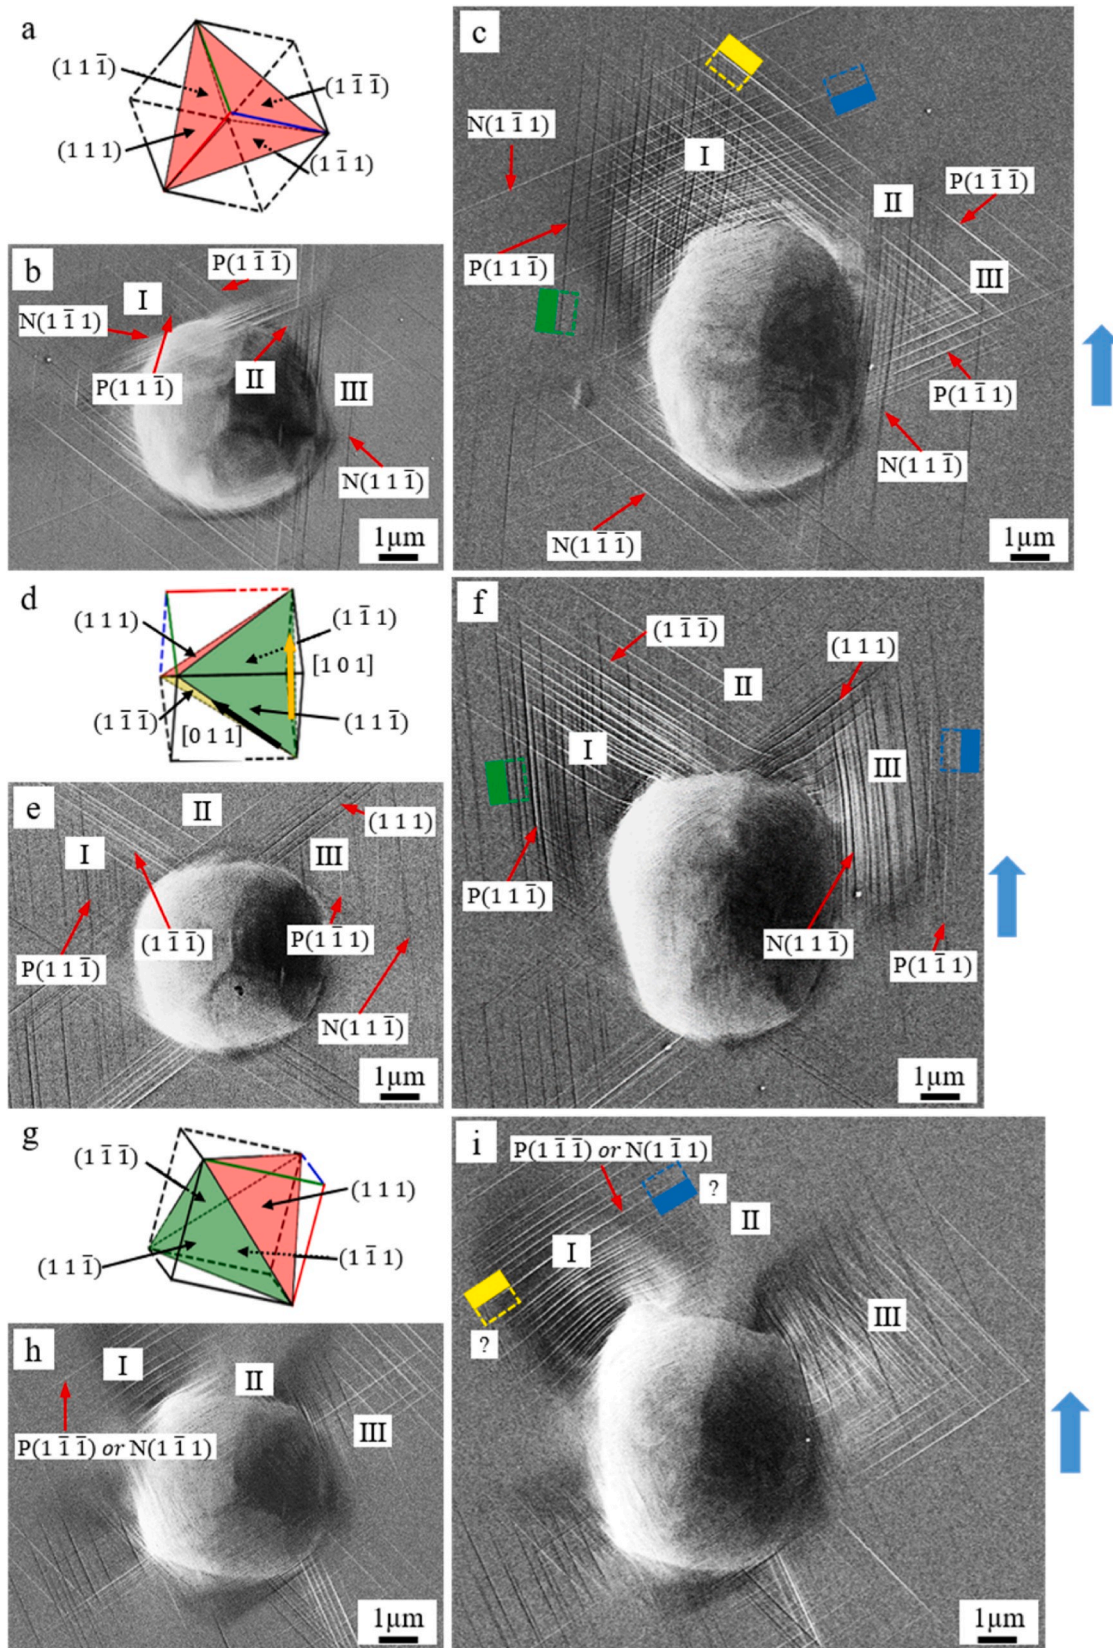 a
(1 1 1̄)
(1 1̄ 1̄)
(1 1 1)
(1 1̄ 1)
b
P(1 1̄ 1̄)
I
N(1 1̄ 1)
II
P(1 1 1̄)
III
N(1 1 1̄)
1μm
c
N(1 1̄ 1)
I
P(1 1̄ 1̄)
II
P(1 1 1̄)
III
P(1 1̄ 1)
N(1 1 1̄)
N(1 1̄ 1̄)
1μm
d
(1 1 1)
(1 1̄ 1)
[1 0 1]
(1 1̄ 1̄)
(1 1 1̄)
[0 1 1]
e
II
(1 1 1)
I
III
P(1 1 1̄)
(1 1̄ 1̄)
P(1 1̄ 1)
N(1 1 1̄)
1μm
f
(1 1̄ 1̄)
(1 1 1)
II
I
III
P(1 1 1̄)
N(1 1 1̄)
P(1 1̄ 1)
1μm
g
(1 1̄ 1̄)
(1 1 1)
(1 1 1̄)
(1 1̄ 1)
h
I
II
III
P(1 1̄ 1̄) or N(1 1̄ 1)
1μm
i
P(1 1̄ 1̄) or N(1 1̄ 1)
?
II
I
III
?
1μm